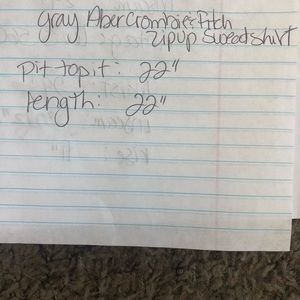 gray Abercrombie & Fitch
zipup sweatshirt
pit to pit: 22"
length: 22"